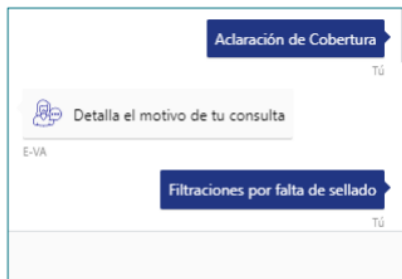 Aclaración de Cobertura
Tú
Detalla el motivo de tu consulta
E-VA
Filtraciones por falta de sellado
Tú